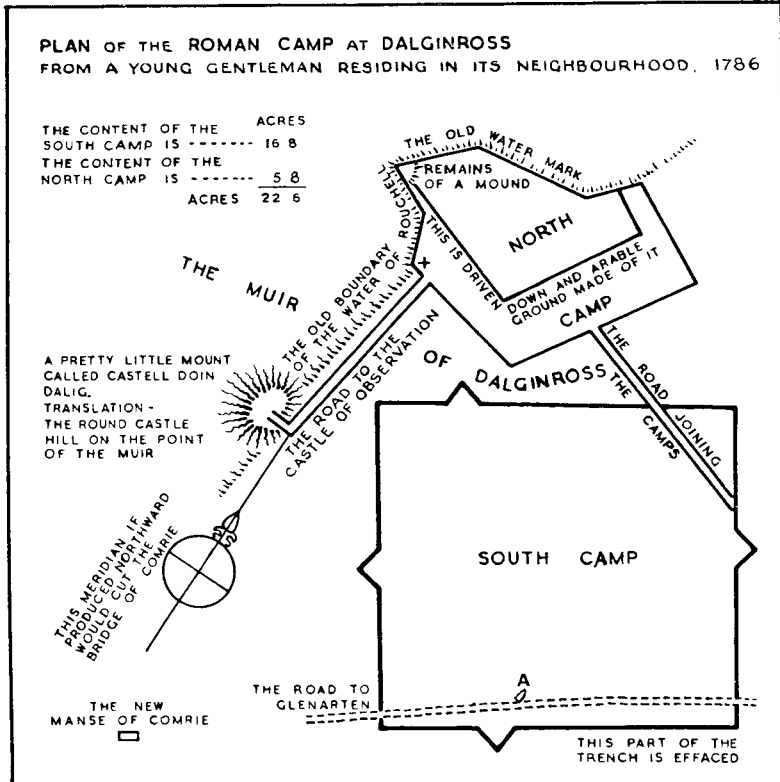 PLAN OF THE ROMAN CAMP AT DALGINROSS
FROM A YOUNG GENTLEMAN RESIDING IN ITS NEIGHBOURHOOD, 1786
ACRES
THE CONTENT OF THE
SOUTH CAMP IS ------- 16 8
THE CONTENT OF THE
NORTH CAMP IS ------- 5 8
ACRES 22 6
THE OLD WATER MARK
REMAINS
OF A MOUND
NORTH
THIS IS DRIVEN
DOWN AND ARABLE
GROUND MADE OF IT
CAMP
THE MUIR
THE OLD BOUNDARY
OF THE WATER OF ROUCHELL
A PRETTY LITTLE MOUNT
CALLED CASTELL DOIN
DALIG.
TRANSLATION -
THE ROUND CASTLE
HILL ON THE POINT
OF THE MUIR
THE ROAD TO THE
CASTLE OF OBSERVATION
OF DALGINROSS
THE ROAD JOINING
THE CAMPS
THIS MERIDIAN IF
PRODUCED NORTHWARD
WOULD CUT THE
BRIDGE OF COMRIE
SOUTH CAMP
A
THE ROAD TO
GLENARTEN
THE NEW
MANSE OF COMRIE
THIS PART OF THE
TRENCH IS EFFACED